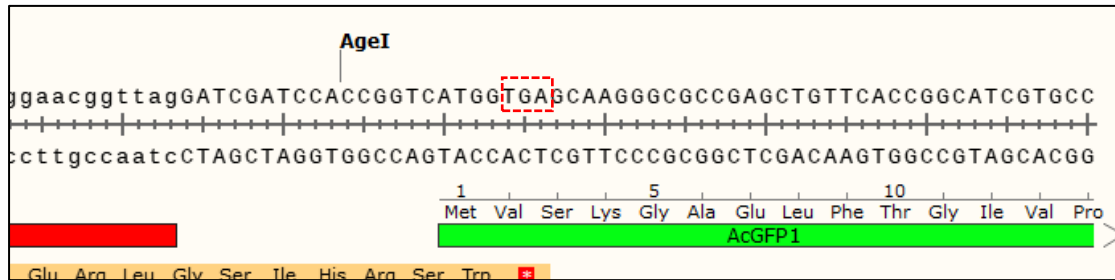 AgeI
ggaacggttagGATCGATCCACCGGTCATGGTGAGCAAGGGCGCCGAGCTGTTCACCGGCATCGTGCC
ccttgccaatcCTAGCTAGGTGGCCAGTACCACTCGTTCCCGCGGCTCGACAAGTGGCCGTAGCACGG
1 5 10
Met Val Ser Lys Gly Ala Glu Leu Phe Thr Gly Ile Val Pro
AcGFP1
Glu Arg Leu Gly Ser Ile His Arg Ser Trp *